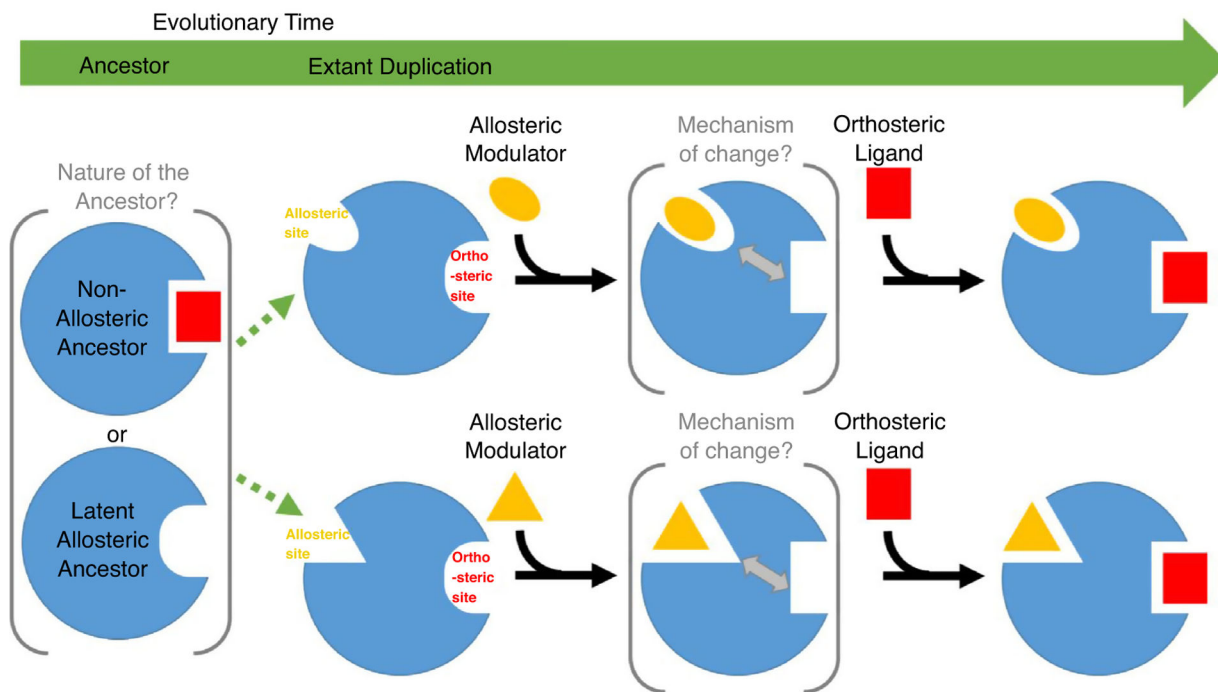 Evolutionary Time
Ancestor
Extant Duplication
Nature of the
Ancestor?
Non-
Allosteric
Ancestor
or
Latent
Allosteric
Ancestor
Allosteric
site
Ortho
-steric
site
Allosteric
Modulator
Mechanism
of change?
Orthosteric
Ligand
Allosteric
site
Ortho
-steric
site
Allosteric
Modulator
Mechanism
of change?
Orthosteric
Ligand